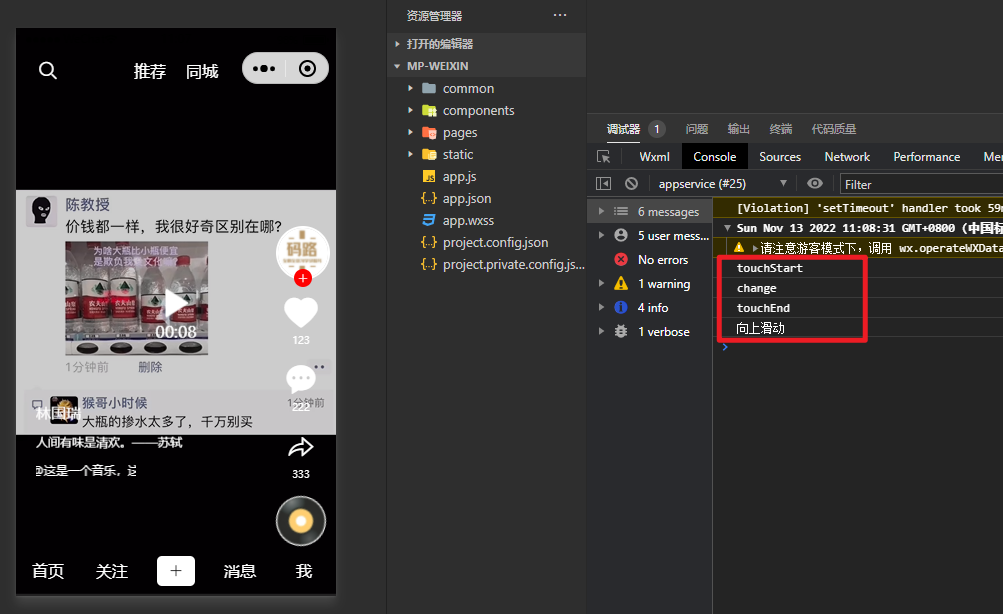 推荐 同城
陈教授
价钱都一样，我很好奇区别在哪？
为啥大瓶比小瓶便宜
是欺负我爱文化嘛?
码路
00:08
123
1分钟前 删除
猴哥小时候
1分钟前
222
林国瑞
大瓶的掺水太多了，千万别买
人间有味是清欢。——苏轼
@这是一个音乐，这
333
首页 关注 + 消息 我
资源管理器 ···
打开的编辑器
MP-WEIXIN
common
components
pages
static
app.js
app.json
app.wxss
project.config.json
project.private.config.js...
调试器 1 问题 输出 终端 代码质量
Wxml Console Sources Network Performance Mer
appservice (#25) Filter
6 messages
5 user mess...
No errors
1 warning
4 info
1 verbose
[Violation] 'setTimeout' handler took 59m
Sun Nov 13 2022 11:08:31 GMT+0800 (中国标
请注意游客模式下，调用 wx.operateWXData
touchStart
change
touchEnd
向上滑动